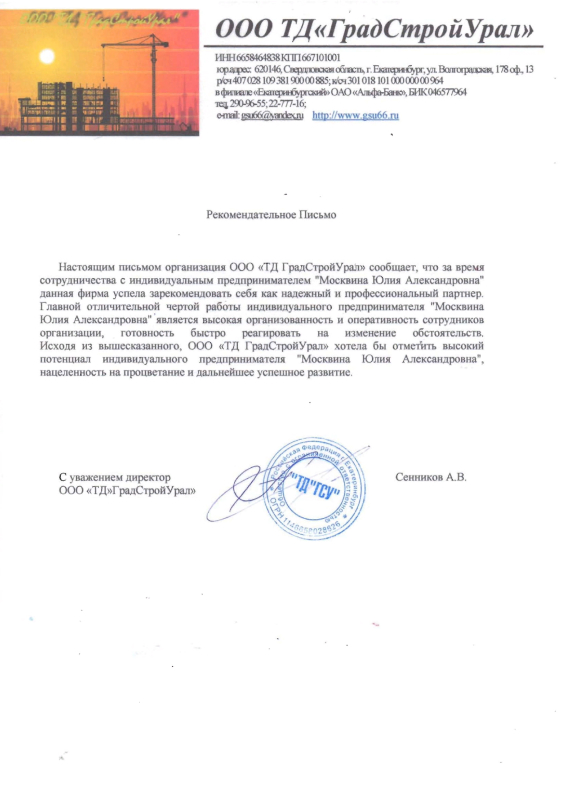 ООО ТД "ГрадСтройУрал"
ООО ТД«ГрадСтройУрал»
ИНН 6658464838 КПП 667101001
юр.адрес: 620146, Свердловская область, г. Екатеринбург, ул. Волгоградская, 178 оф., 13
р/сч 407 028 109 381 900 00 885; к/сч 301 018 101 000 000 00 964
в филиале «Екатеринбургский» ОАО «Альфа-Банк», БИК 046577964
тел. 290-96-55; 22-777-16;
e-mail: gsu66@yandex.ru http://www.gsu66.ru
Рекомендательное Письмо
Настоящим письмом организация ООО «ТД ГрадСтройУрал» сообщает, что за время
сотрудничества с индивидуальным предпринимателем "Москвина Юлия Александровна"
данная фирма успела зарекомендовать себя как надежный и профессиональный партнер.
Главной отличительной чертой работы индивидуального предпринимателя "Москвина
Юлия Александровна" является высокая организованность и оперативность сотрудников
организации, готовность быстро реагировать на изменение обстоятельств.
Исходя из вышесказанного, ООО «ТД ГрадСтройУрал» хотела бы отметить высокий
потенциал индивидуального предпринимателя "Москвина Юлия Александровна",
нацеленность на процветание и дальнейшее успешное развитие.
С уважением директор
ООО «ТД»ГрадСтройУрал»
Сенников А.В.
Российская Федерация г.Екатеринбург
ограниченной ответственностью
"ТД"ГСУ"
ОГРН